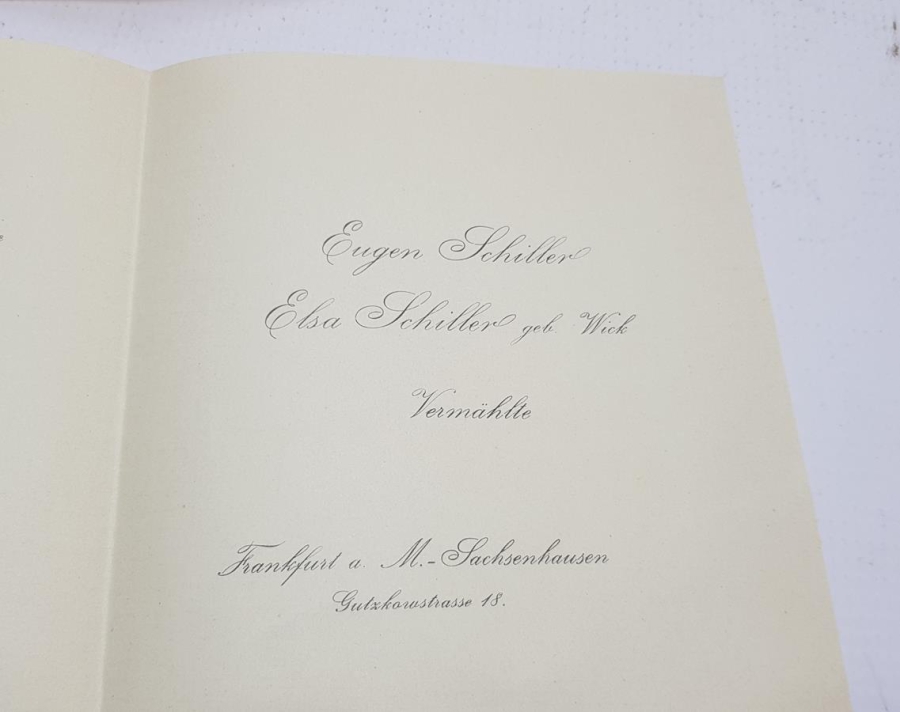 Eugen Schiller
Elsa Schiller geb. Wick
Vermählte
Frankfurt a. M.-Sachsenhausen
Gutzkowstrasse 18.